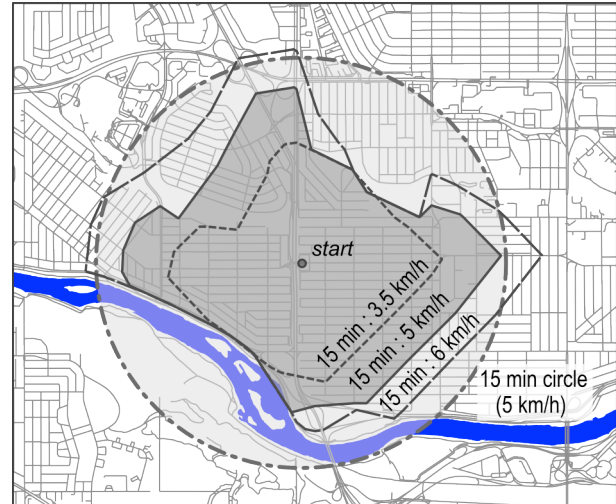 start
15 min : 3.5 km/h
15 min : 5 km/h
15 min : 6 km/h
15 min circle
(5 km/h)